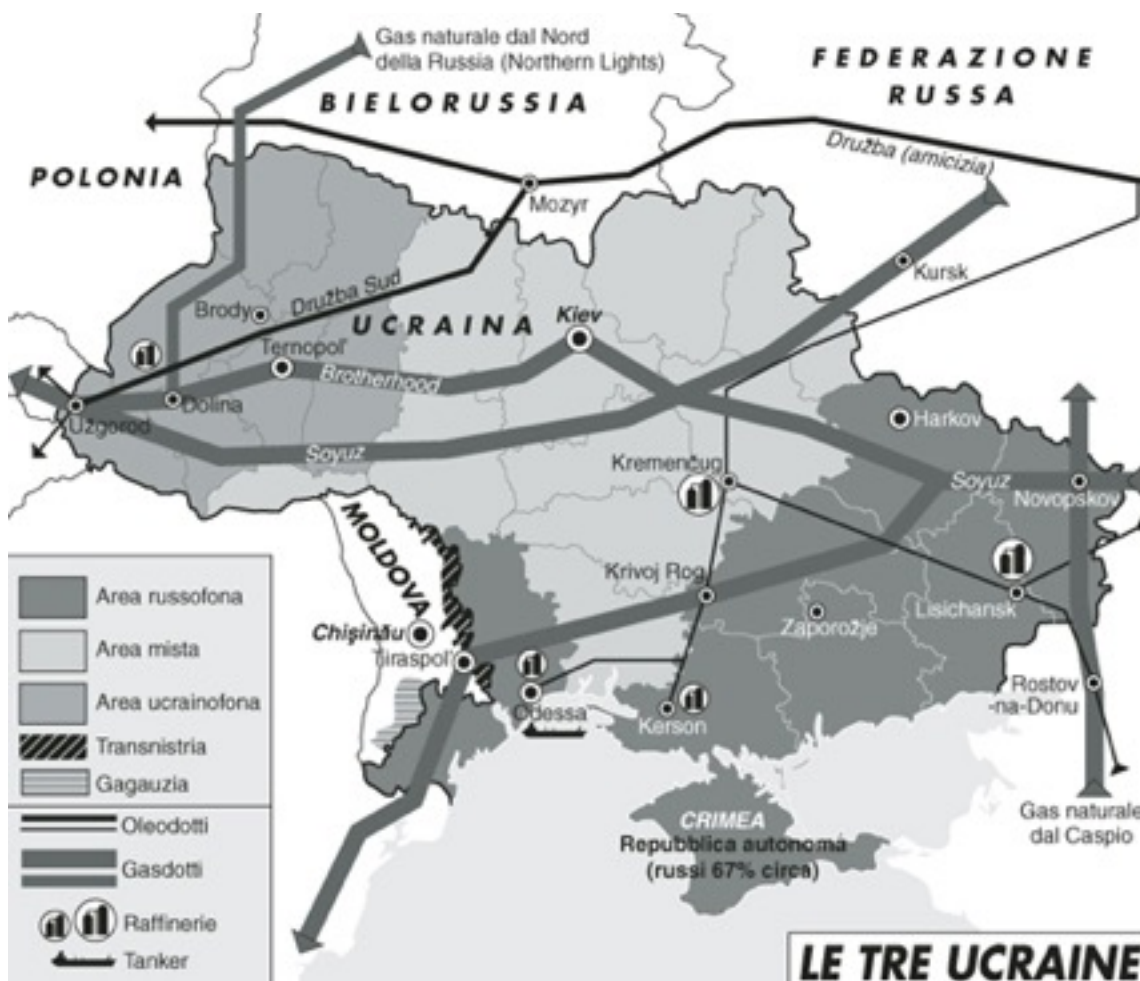 Gas naturale dal Nord
della Russia (Northern Lights)
FEDERAZIONE
RUSSA
BIELORUSSIA
Družba (amicizia)
POLONIA
Mozyr
Kursk
Družba Sud
Brody
UCRAINA
Kiev
Ternopol'
Brotherhood
Dolina
Užgorod
Harkov
Soyuz
Kremenčug
Soyuz
Novopskov
MOLDOVA
Krivoj Rog
Lisichansk
Zaporožje
Chişinău
Tiraspol'
Rostov
-na-Donu
Odessa
Kerson
CRIMEA
Repubblica autonoma
(russi 67% circa)
Gas naturale
dal Caspio
Area russofona
Area mista
Area ucrainofona
Transnistria
Gagauzia
Oleodotti
Gasdotti
Raffinerie
Tanker
LE TRE UCRAINE